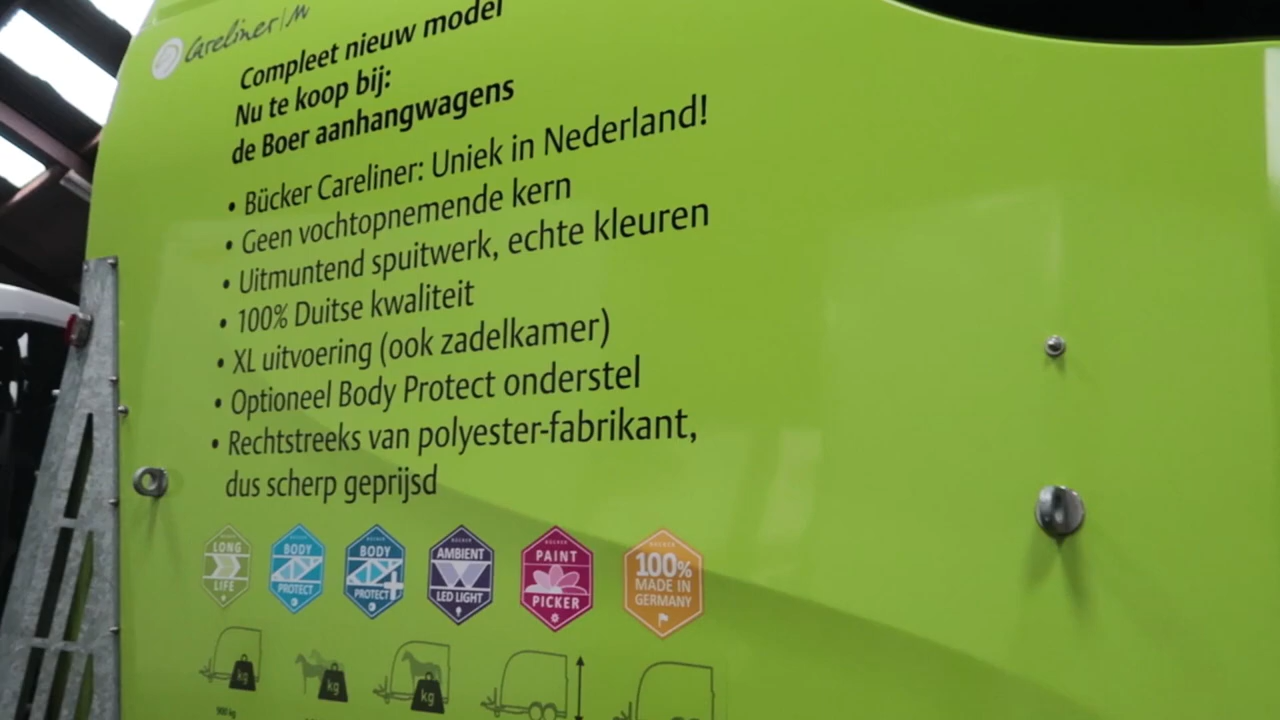 Careliner|M
Compleet nieuw model
Nu te koop bij:
de Boer aanhangwagens
• Bücker Careliner: Uniek in Nederland!
• Geen vochtopnemende kern
• Uitmuntend spuitwerk, echte kleuren
• 100% Duitse kwaliteit
• XL uitvoering (ook zadelkamer)
• Optioneel Body Protect onderstel
• Rechtstreeks van polyester-fabrikant,
dus scherp geprijsd
LONG
LIFE
BODY
PROTECT
BODY
PROTECT +
AMBIENT
LED LIGHT
BÜCKER
PAINT
PICKER
BÜCKER
100%
MADE IN
GERMANY
kg
kg
kg